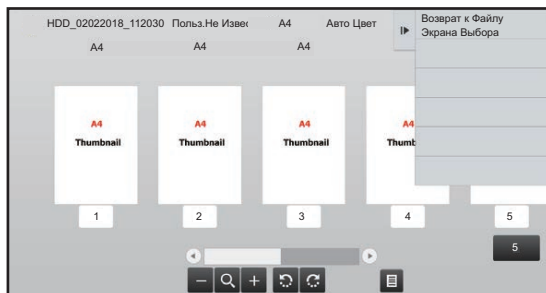 HDD_02022018_112030 Польз.Не Извес A4 Авто Цвет
Возврат к Файлу
Экрана Выбора
A4 A4 A4
A4 A4 A4 A4
Thumbnail Thumbnail Thumbnail Thumb
1 2 3 4 5
5